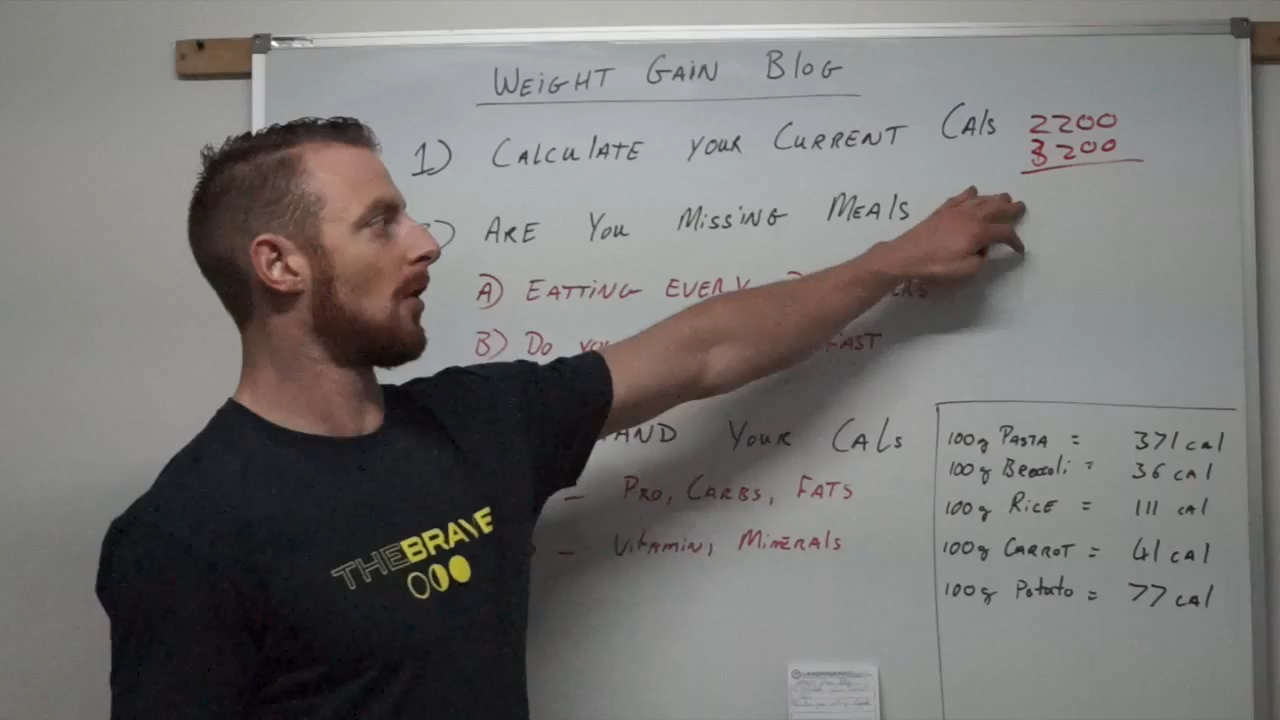 WEIGHT GAIN BLOG
1) CALCULATE YOUR CURRENT CALS 2200
3200
) ARE YOU MISSING MEALS
A) EATTING EVERY
B) DO
YOUR CALS
- PRO, CARBS, FATS
- VITAMIN, MINERALS
100g PASTA = 371 cal
100g Broccoli = 36 cal
100g RICE = 111 cal
100g CARROT = 41 cal
100g Potato = 77 cal
THEBRAVE